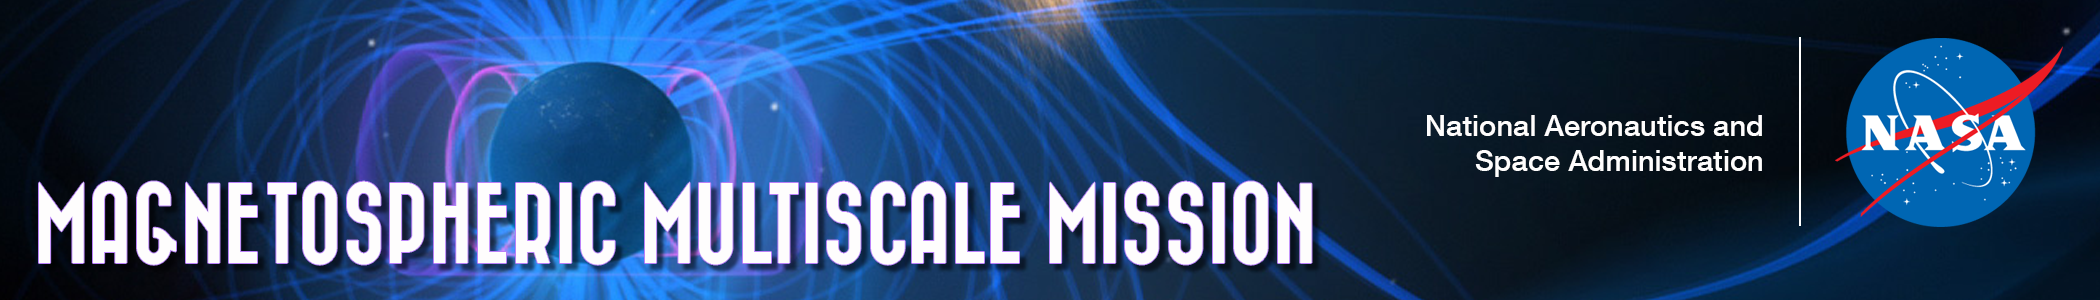 MAGNETOSPHERIC MULTISCALE MISSION
National Aeronautics and
Space Administration
NASA